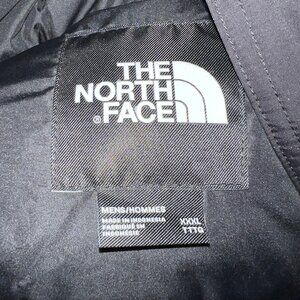 THE
NORTH
FACE
®
MENS/HOMMES
MADE IN INDONESIA
FABRIQUÉ EN
INDONÉSIE
XXXL
TTTG